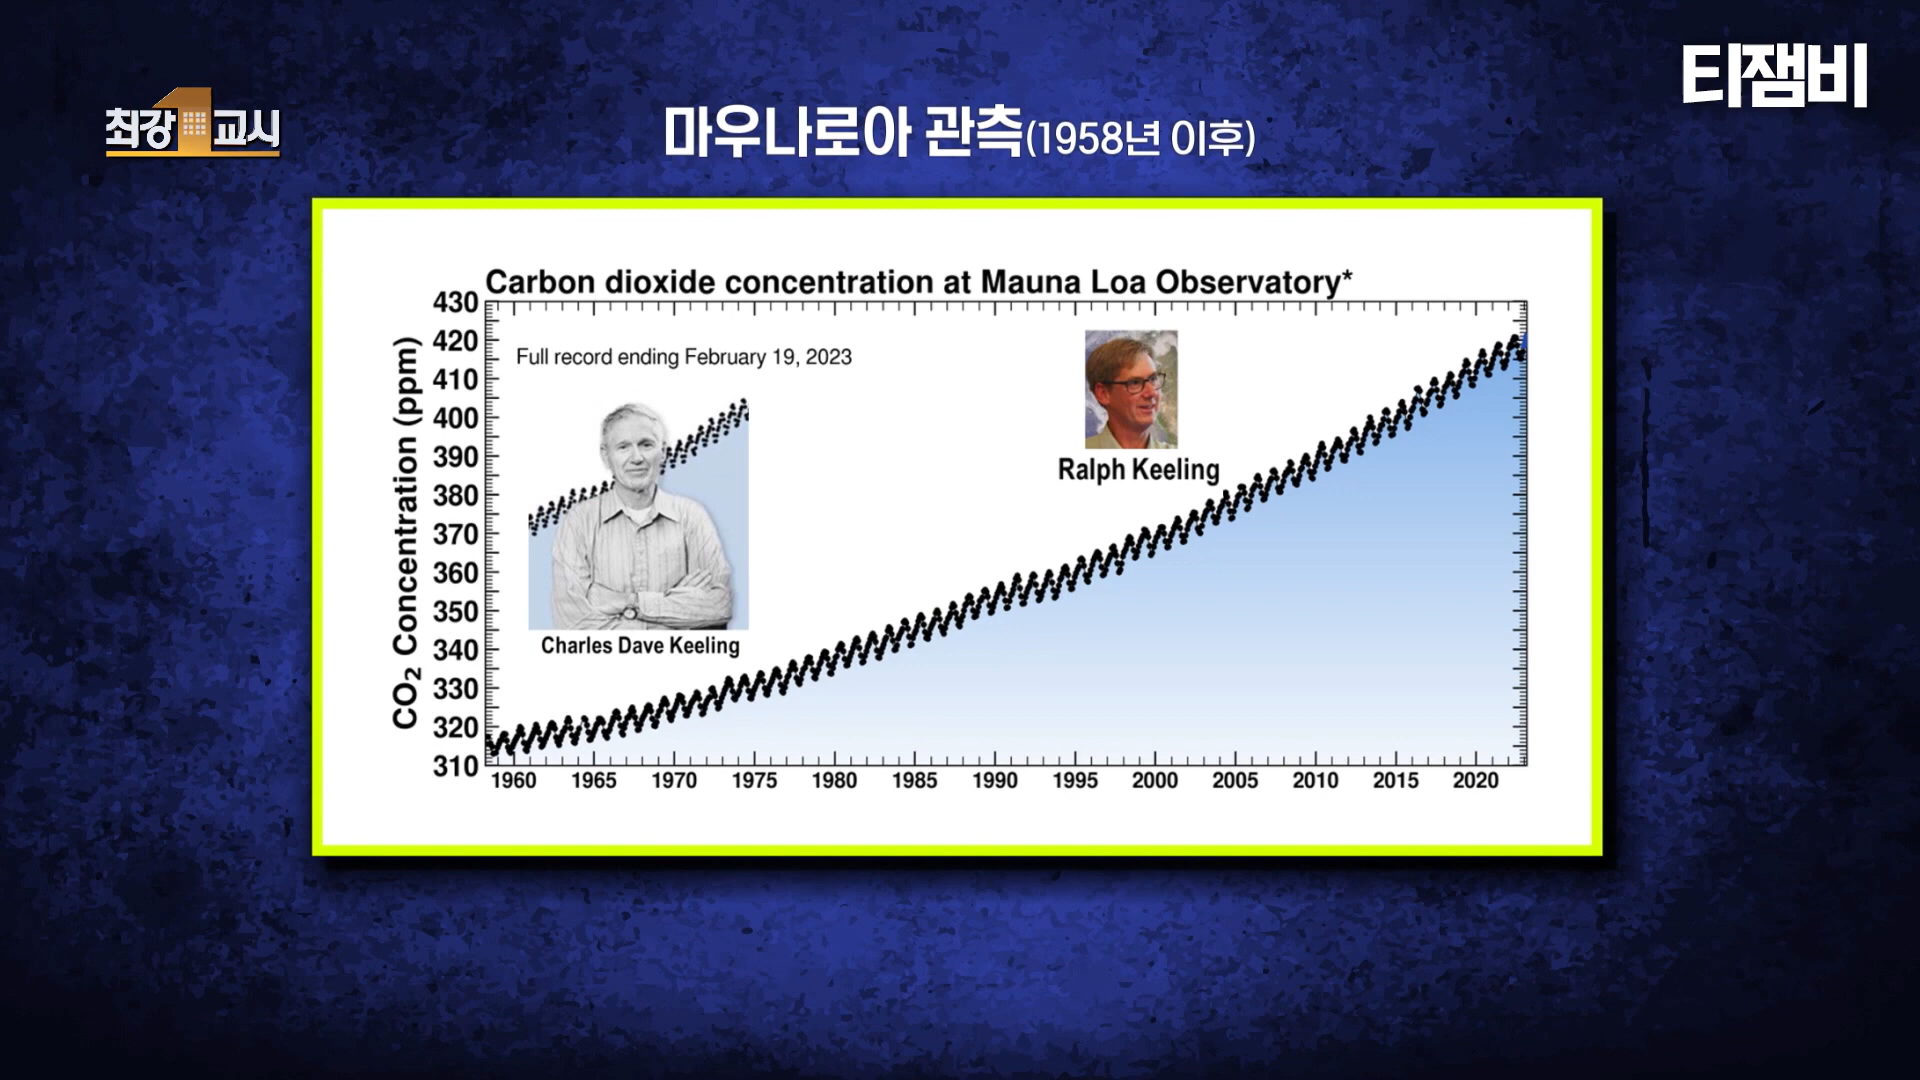 티잼비
최강1교시
마우나로아 관측(1958년 이후)
Carbon dioxide concentration at Mauna Loa Observatory*
Full record ending February 19, 2023
CO₂ Concentration (ppm)
430
420
410
400
390
380
370
360
350
340
330
320
310
Ralph Keeling
Charles Dave Keeling
1960 1965 1970 1975 1980 1985 1990 1995 2000 2005 2010 2015 2020